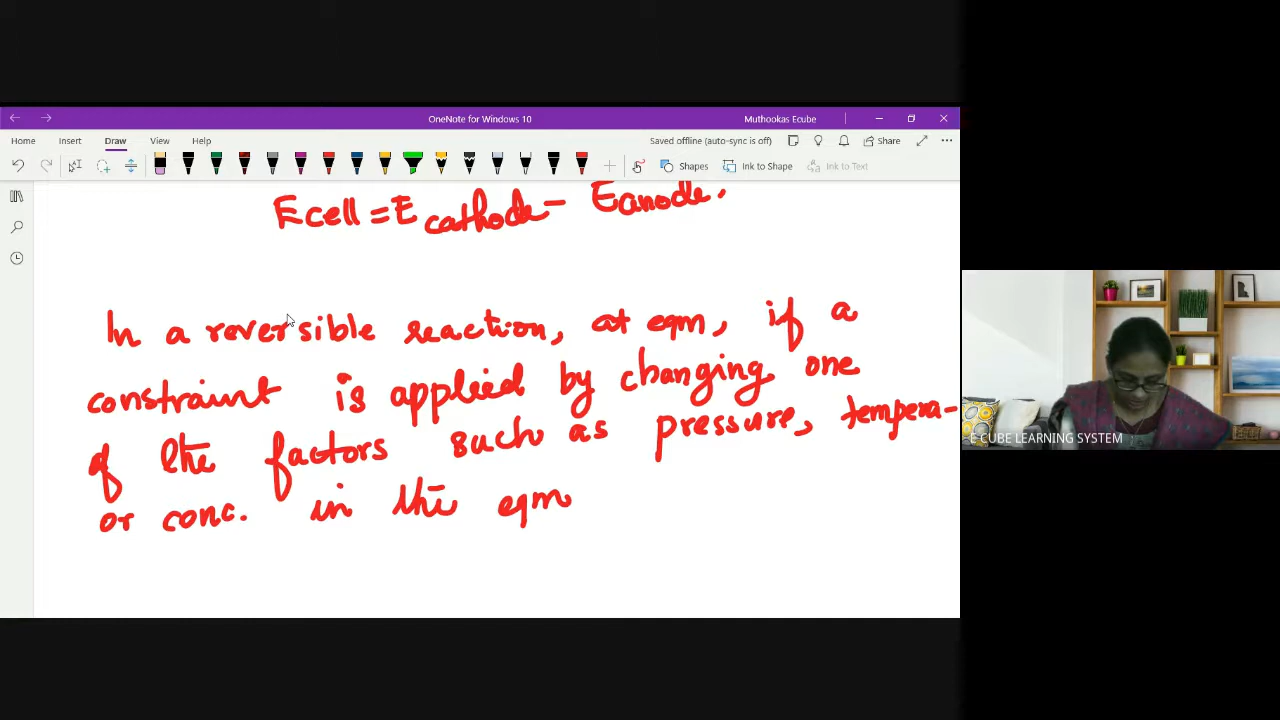 OneNote for Windows 10
Muthookas Ecube
Home Insert Draw View Help
Saved offline (auto-sync is off)
Share
Shapes
Ink to Shape
Ink to Text
Ecell = Ecathode - Eanode.
In a reversible reaction, at eqm, if a
constraint is applied by changing one
of the factors such as pressure, tempera-
or conc. in the eqm
E CUBE LEARNING SYSTEM